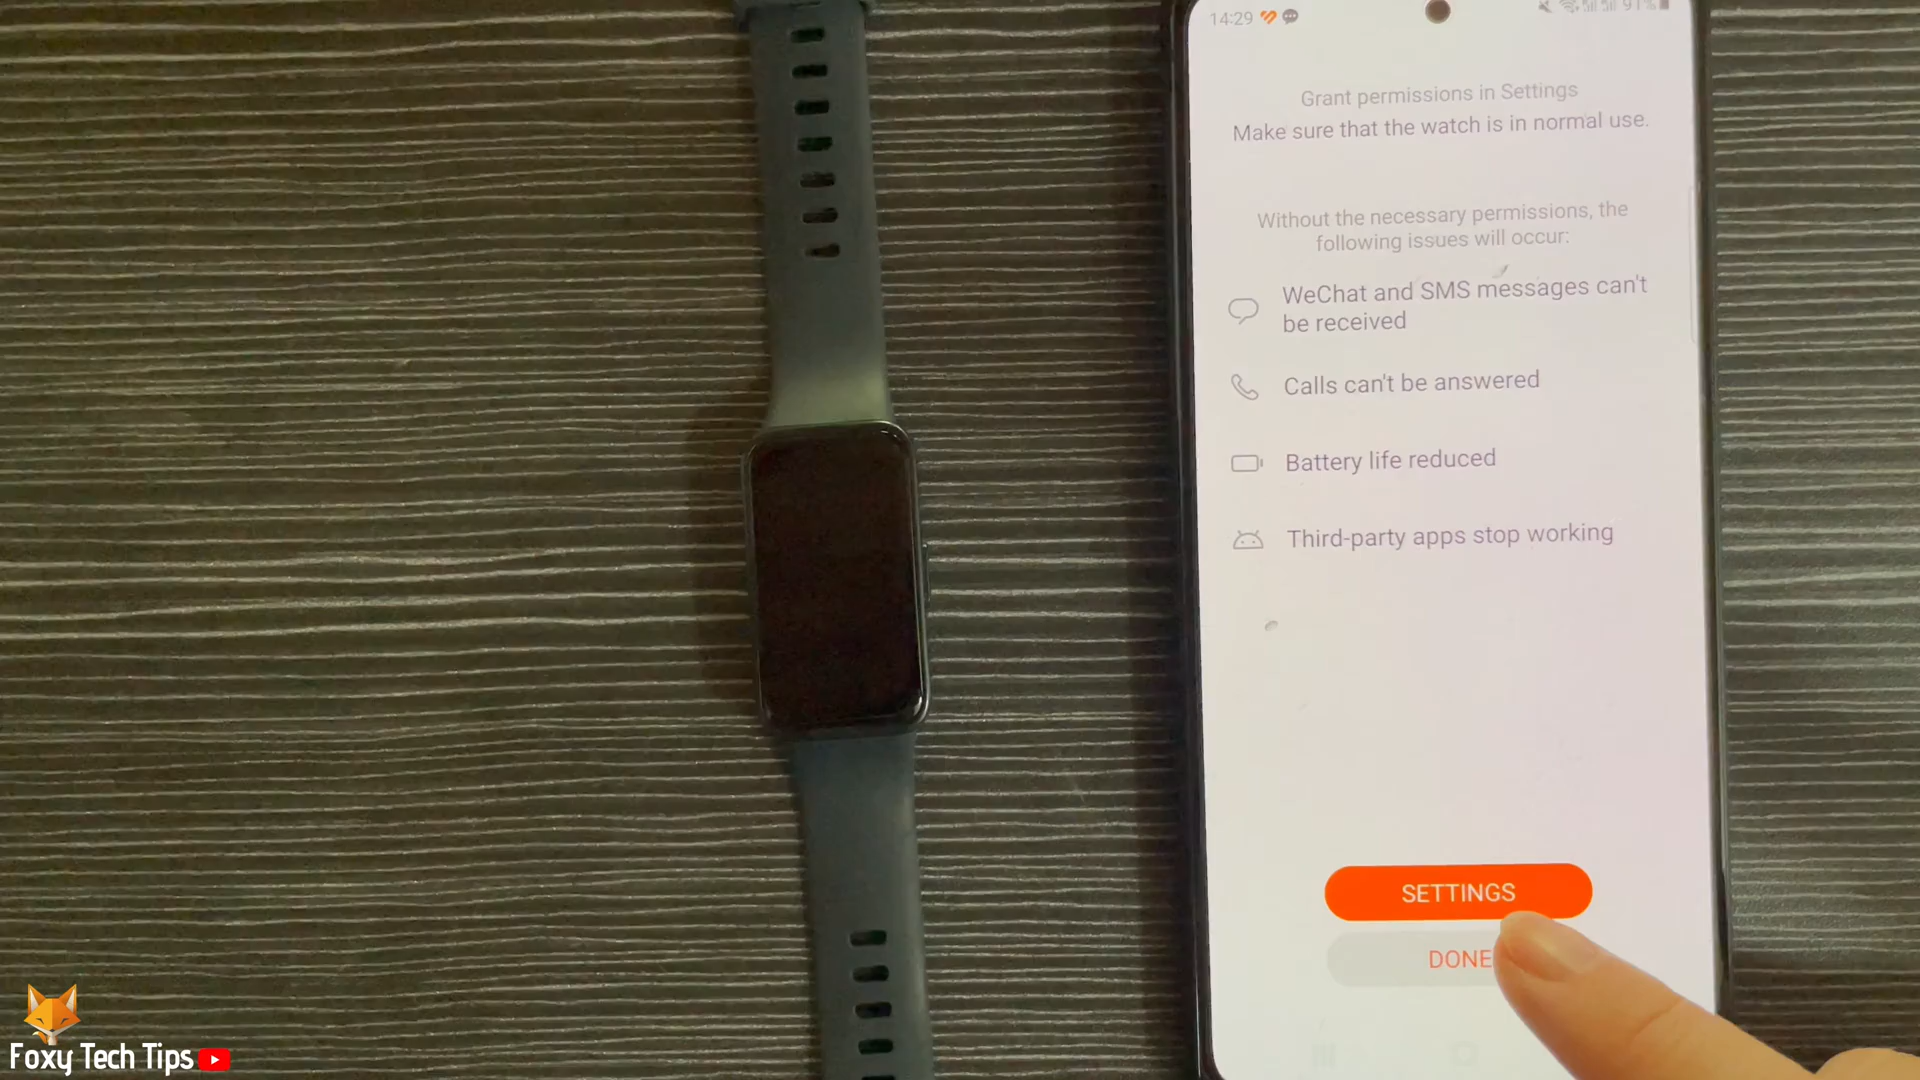 14:29
91%
Grant permissions in Settings
Make sure that the watch is in normal use.
Without the necessary permissions, the
following issues will occur:
WeChat and SMS messages can't
be received
Calls can't be answered
Battery life reduced
Third-party apps stop working
SETTINGS
DONE
Foxy Tech Tips